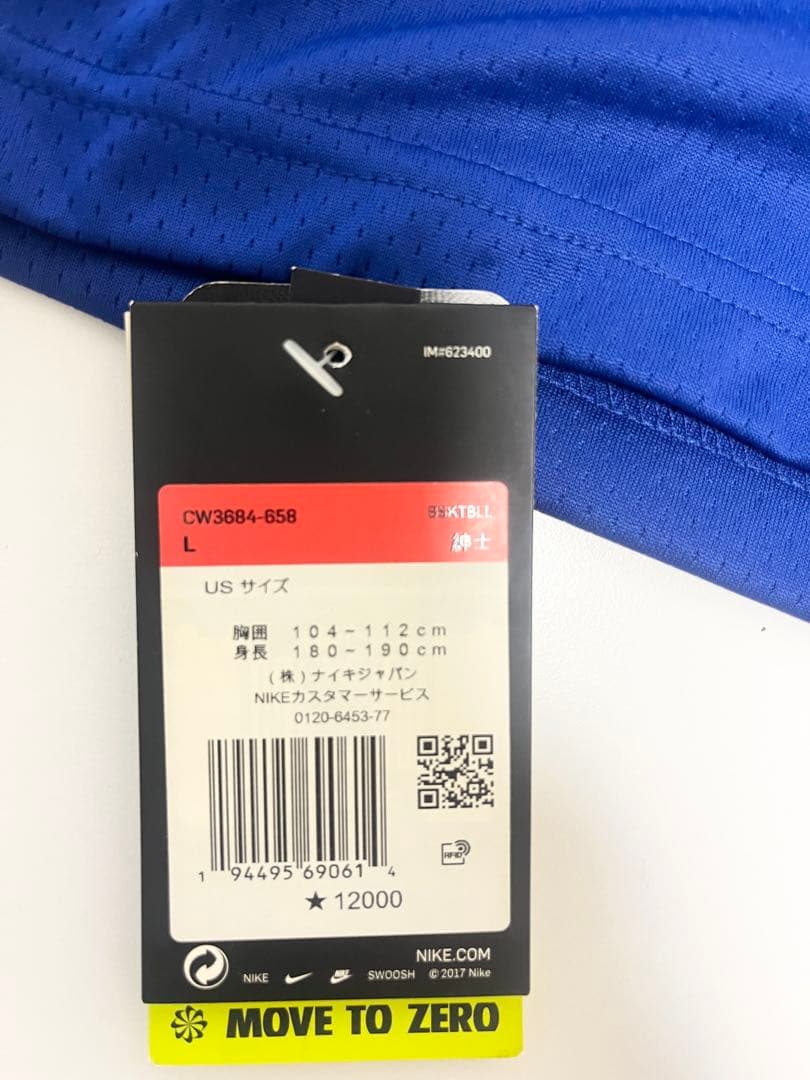 IM#623400
CW3684-658
BSKTBLL
L
紳士
US サイズ
胸囲 104~112cm
身長 180~190cm
(株)ナイキジャパン
NIKEカスタマーサービス
0120-6453-77
RFID
1 94495 69061 4
★12000
NIKE.COM
NIKE NIKE SWOOSH © 2017 Nike
MOVE TO ZERO